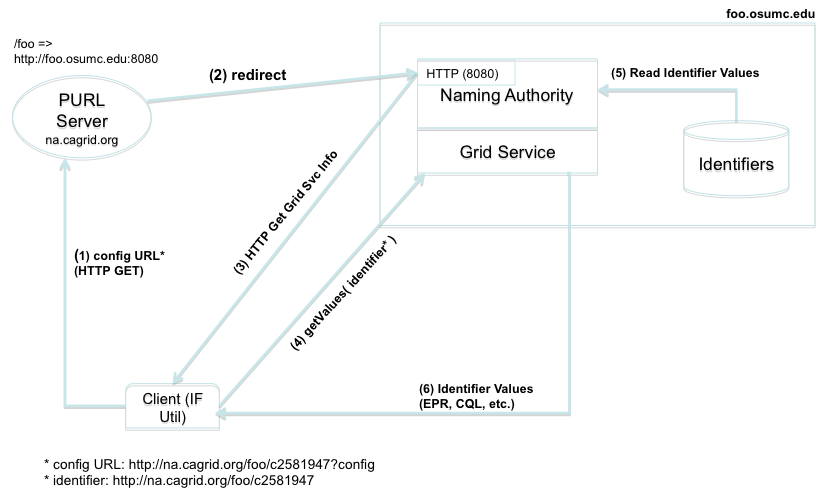 foo.osumc.edu
/foo =>
http://foo.osumc.edu:8080
(2) redirect
HTTP (8080)
Naming Authority
(5) Read Identifier Values
PURL
Server
na.cagrid.org
Grid Service
Identifiers
(3) HTTP Get Grid Svc Info
(1) config URL*
(HTTP GET)
(4) getValues( identifier* )
Client (IF
Util)
(6) Identifier Values
(EPR, CQL, etc.)
* config URL: http://na.cagrid.org/foo/c2581947?config
* identifier: http://na.cagrid.org/foo/c2581947